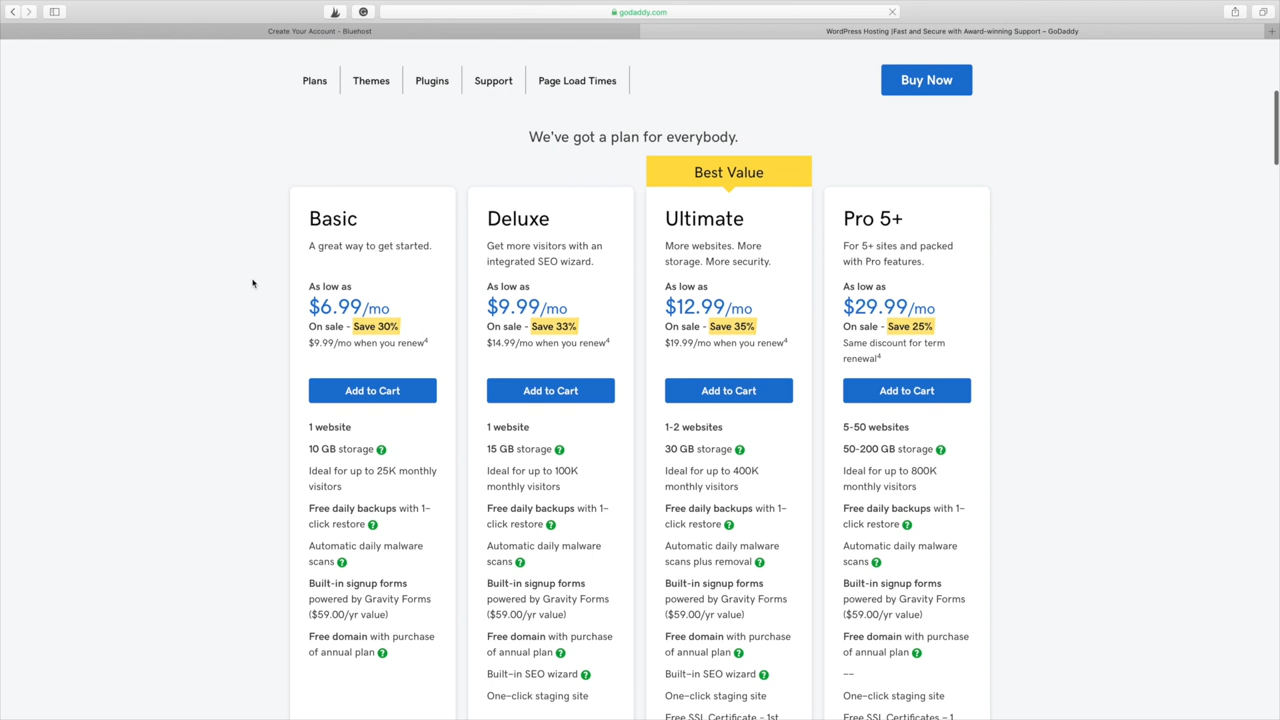 godaddy.com
Create Your Account - Bluehost
WordPress Hosting |Fast and Secure with Award-winning Support – GoDaddy
Plans
Themes
Plugins
Support
Page Load Times
Buy Now
We've got a plan for everybody.
Best Value
Basic
A great way to get started.
As low as
$6.99/mo
On sale - Save 30%
$9.99/mo when you renew⁴
Add to Cart
1 website
10 GB storage ?
Ideal for up to 25K monthly
visitors
Free daily backups with 1-
click restore ?
Automatic daily malware
scans ?
Built-in signup forms
powered by Gravity Forms
($59.00/yr value)
Free domain with purchase
of annual plan ?
Deluxe
Get more visitors with an
integrated SEO wizard.
As low as
$9.99/mo
On sale - Save 33%
$14.99/mo when you renew⁴
Add to Cart
1 website
15 GB storage ?
Ideal for up to 100K
monthly visitors
Free daily backups with 1-
click restore ?
Automatic daily malware
scans ?
Built-in signup forms
powered by Gravity Forms
($59.00/yr value)
Free domain with purchase
of annual plan ?
Built-in SEO wizard ?
One-click staging site
Ultimate
More websites. More
storage. More security.
As low as
$12.99/mo
On sale - Save 35%
$19.99/mo when you renew⁴
Add to Cart
1-2 websites
30 GB storage ?
Ideal for up to 400K
monthly visitors
Free daily backups with 1-
click restore ?
Automatic daily malware
scans plus removal ?
Built-in signup forms
powered by Gravity Forms
($59.00/yr value)
Free domain with purchase
of annual plan ?
Built-in SEO wizard ?
One-click staging site
Free SSL Certificate - 1st
Pro 5+
For 5+ sites and packed
with Pro features.
As low as
$29.99/mo
On sale - Save 25%
Same discount for term
renewal⁴
Add to Cart
5-50 websites
50-200 GB storage ?
Ideal for up to 800K
monthly visitors
Free daily backups with 1-
click restore ?
Automatic daily malware
scans ?
Built-in signup forms
powered by Gravity Forms
($59.00/yr value)
Free domain with purchase
of annual plan ?
--
One-click staging site
Free SSL Certificates - 1